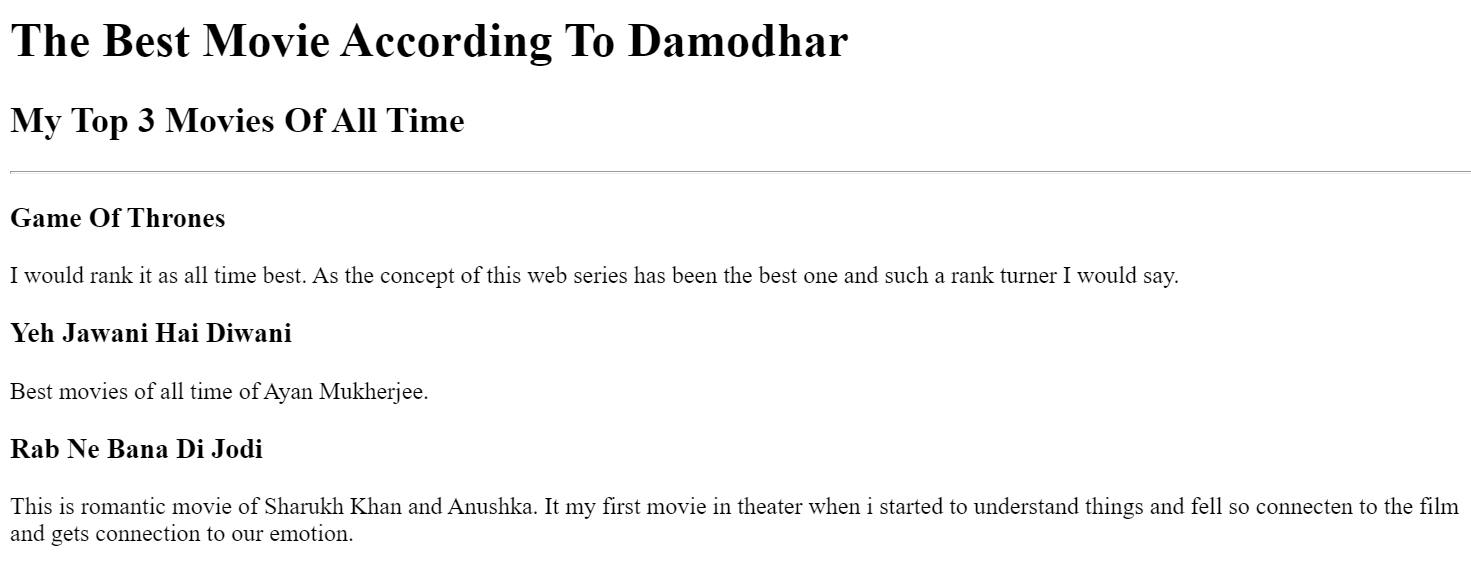 The Best Movie According To Damodhar
My Top 3 Movies Of All Time
Game Of Thrones
I would rank it as all time best. As the concept of this web series has been the best one and such a rank turner I would say.
Yeh Jawani Hai Diwani
Best movies of all time of Ayan Mukherjee.
Rab Ne Bana Di Jodi
This is romantic movie of Sharukh Khan and Anushka. It my first movie in theater when i started to understand things and fell so connecten to the film
and gets connection to our emotion.